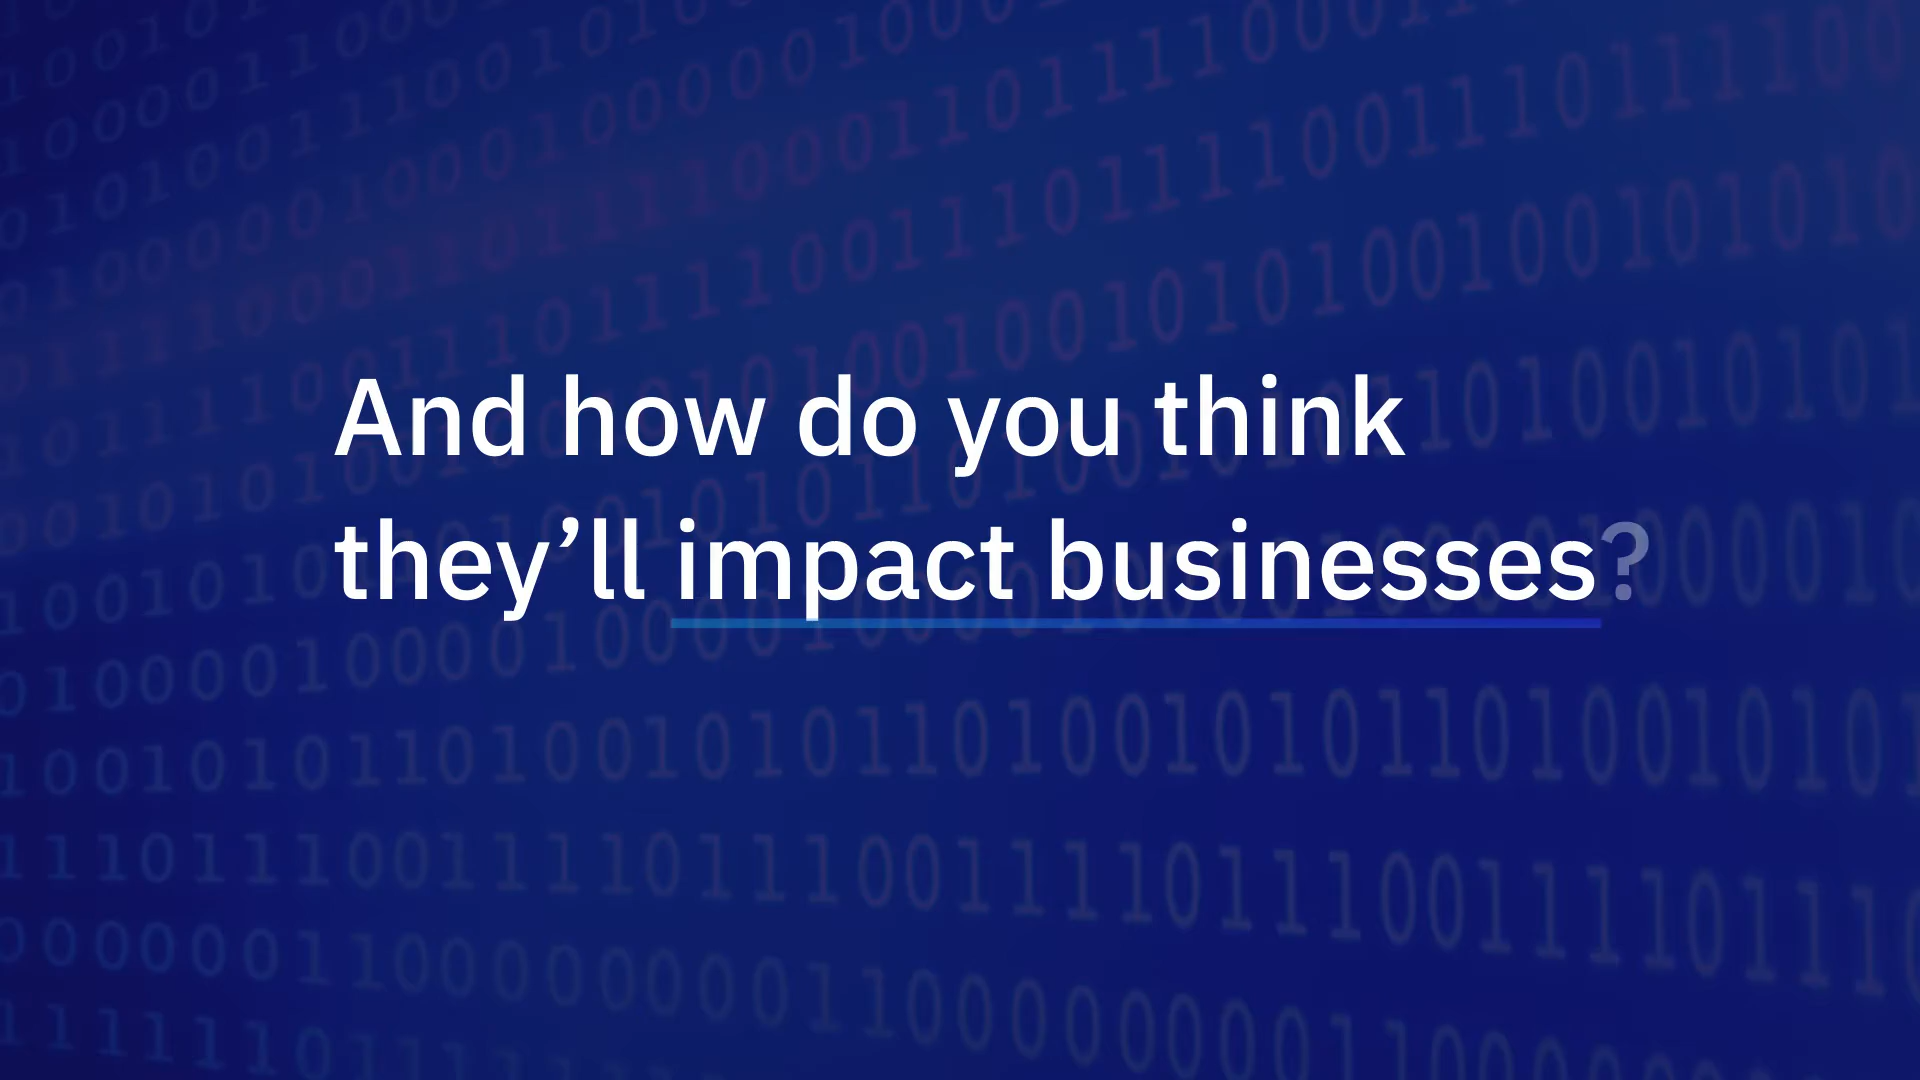 And how do you think
they’ll impact businesses?